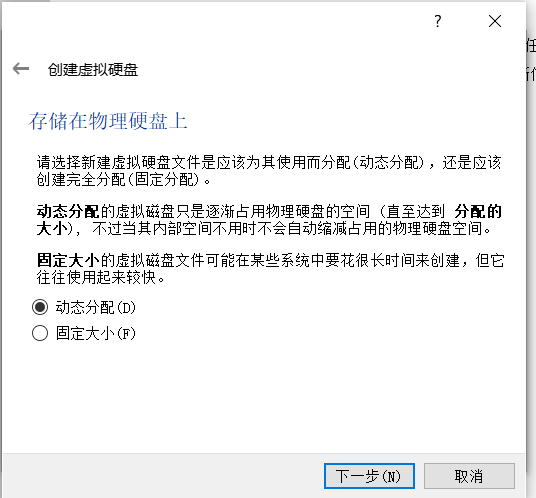 ?
创建虚拟硬盘
存储在物理硬盘上
请选择新建虚拟硬盘文件是应该为其使用而分配(动态分配)，还是应该
创建完全分配(固定分配)。
动态分配的虚拟磁盘只是逐渐占用物理硬盘的空间 (直至达到 分配的
大小)，不过当其内部空间不用时不会自动缩减占用的物理硬盘空间。
固定大小的虚拟磁盘文件可能在某些系统中要花很长时间来创建，但它
往往使用起来较快。
动态分配(D)
固定大小(F)
下一步(N)
取消